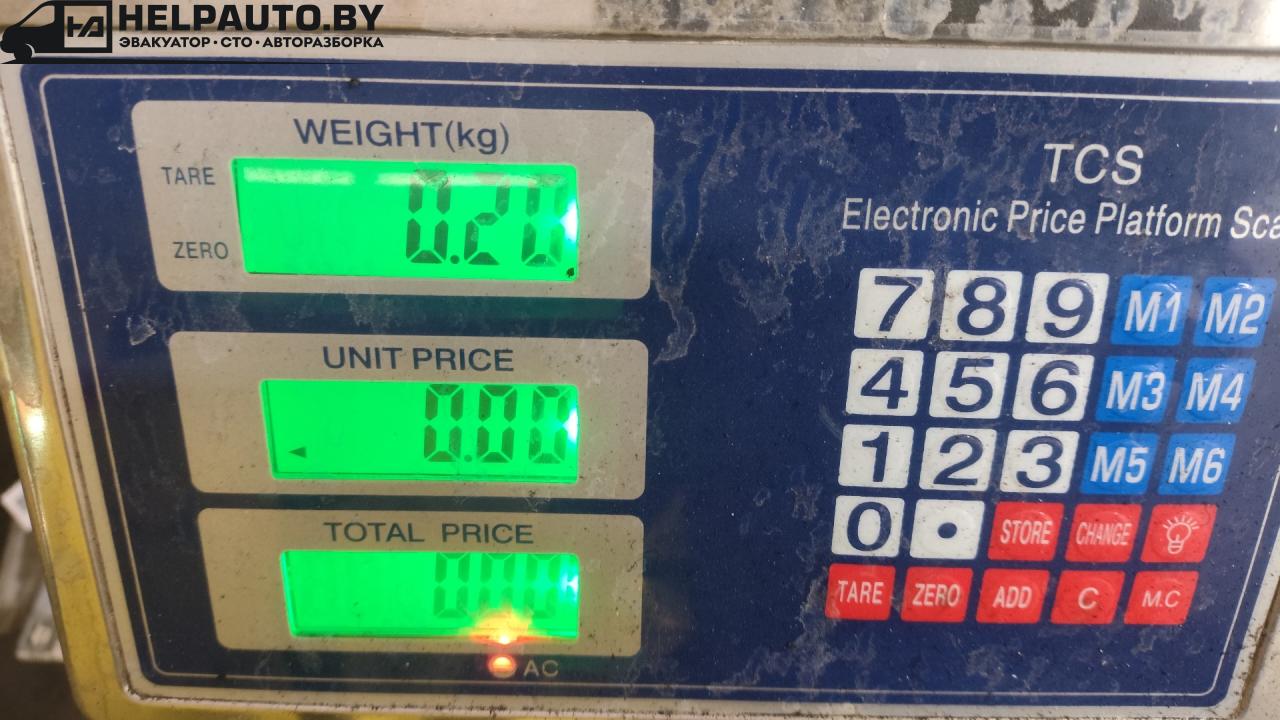 HELPAUTO.BY
ЭВАКУАТОР · СТО · АВТОРАЗБОРКА
WEIGHT(kg)
TARE
0.20
ZERO
UNIT PRICE
0.00
TOTAL PRICE
0.00
AC
TCS
Electronic Price Platform Sca
7 8 9 M1 M2
4 5 6 M3 M4
1 2 3 M5 M6
0 • STORE CHANGE
TARE ZERO ADD C M.C